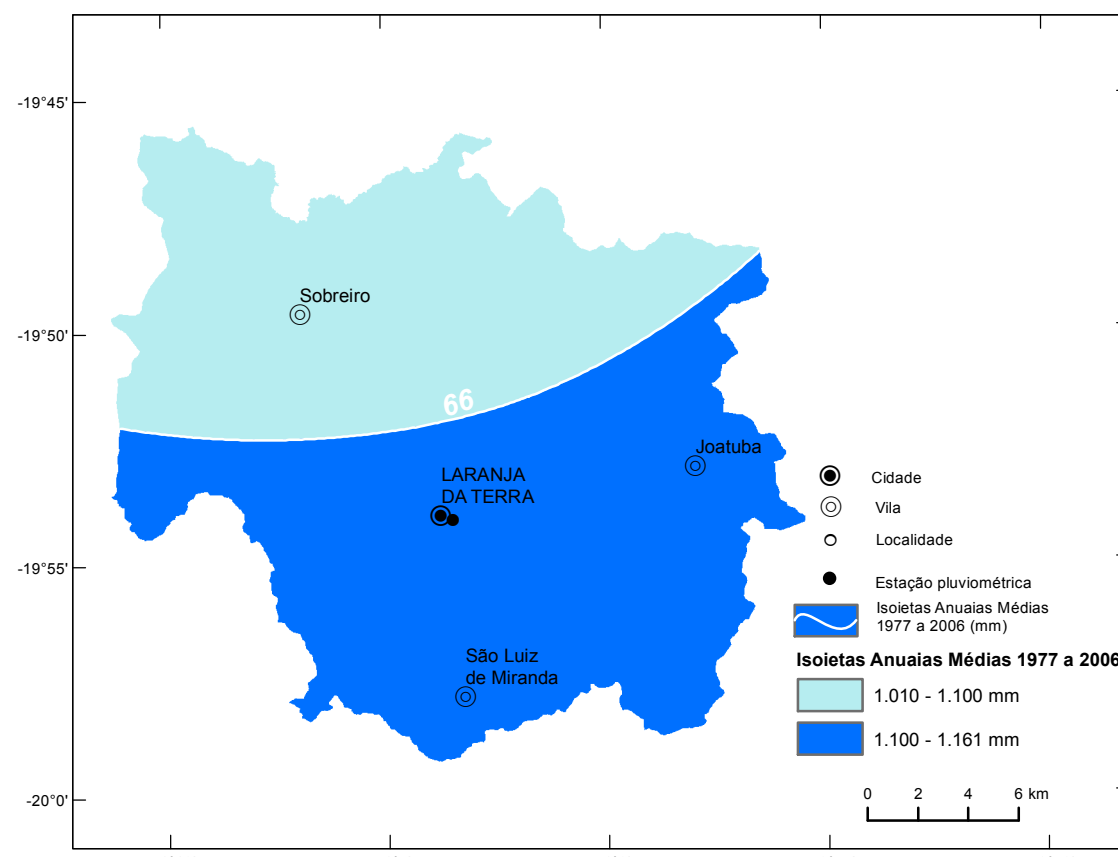 -19°45'
Sobreiro
-19°50'
66
Joatuba
LARANJA
DA TERRA
Cidade
Vila
Localidade
-19°55'
Estação pluviométrica
Isoietas Anuaias Médias
1977 a 2006 (mm)
São Luiz
de Miranda
Isoietas Anuaias Médias 1977 a 2006
1.010 - 1.100 mm
1.100 - 1.161 mm
-20°0'
0 2 4 6 km